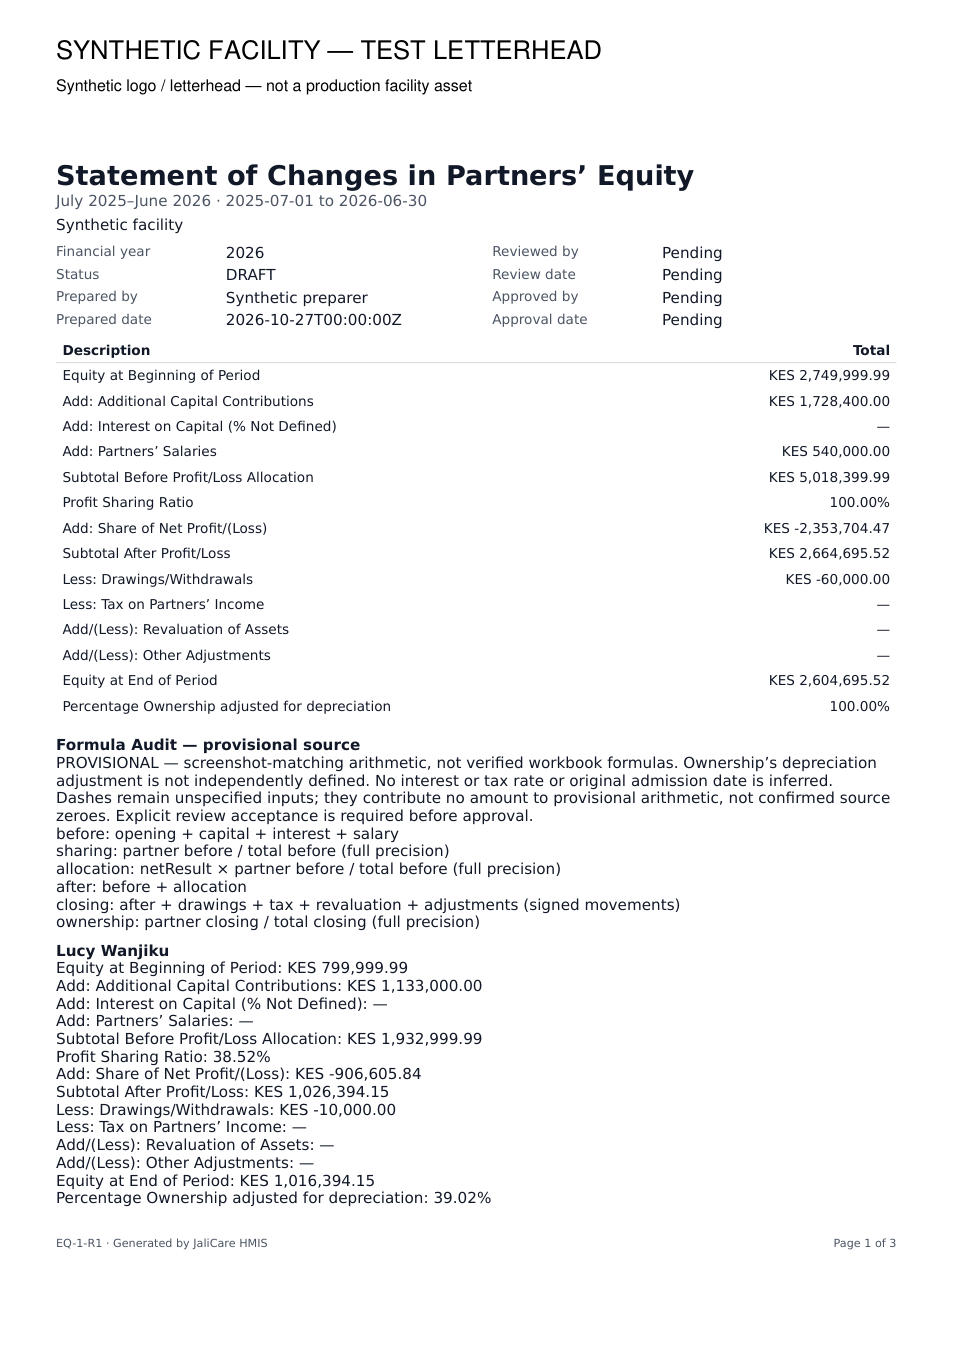 SYNTHETIC FACILITY — TEST LETTERHEAD
Synthetic logo / letterhead — not a production facility asset
Statement of Changes in Partners’ Equity
July 2025–June 2026 · 2025-07-01 to 2026-06-30
Synthetic facility
Financial year 2026 Reviewed by Pending
Status DRAFT Review date Pending
Prepared by Synthetic preparer Approved by Pending
Prepared date 2026-10-27T00:00:00Z Approval date Pending
Description Total
Equity at Beginning of Period KES 2,749,999.99
Add: Additional Capital Contributions KES 1,728,400.00
Add: Interest on Capital (% Not Defined) —
Add: Partners’ Salaries KES 540,000.00
Subtotal Before Profit/Loss Allocation KES 5,018,399.99
Profit Sharing Ratio 100.00%
Add: Share of Net Profit/(Loss) KES -2,353,704.47
Subtotal After Profit/Loss KES 2,664,695.52
Less: Drawings/Withdrawals KES -60,000.00
Less: Tax on Partners’ Income —
Add/(Less): Revaluation of Assets —
Add/(Less): Other Adjustments —
Equity at End of Period KES 2,604,695.52
Percentage Ownership adjusted for depreciation 100.00%
Formula Audit — provisional source
PROVISIONAL — screenshot-matching arithmetic, not verified workbook formulas. Ownership’s depreciation
adjustment is not independently defined. No interest or tax rate or original admission date is inferred.
Dashes remain unspecified inputs; they contribute no amount to provisional arithmetic, not confirmed source
zeroes. Explicit review acceptance is required before approval.
before: opening + capital + interest + salary
sharing: partner before / total before (full precision)
allocation: netResult × partner before / total before (full precision)
after: before + allocation
closing: after + drawings + tax + revaluation + adjustments (signed movements)
ownership: partner closing / total closing (full precision)
Lucy Wanjiku
Equity at Beginning of Period: KES 799,999.99
Add: Additional Capital Contributions: KES 1,133,000.00
Add: Interest on Capital (% Not Defined): —
Add: Partners’ Salaries: —
Subtotal Before Profit/Loss Allocation: KES 1,932,999.99
Profit Sharing Ratio: 38.52%
Add: Share of Net Profit/(Loss): KES -906,605.84
Subtotal After Profit/Loss: KES 1,026,394.15
Less: Drawings/Withdrawals: KES -10,000.00
Less: Tax on Partners’ Income: —
Add/(Less): Revaluation of Assets: —
Add/(Less): Other Adjustments: —
Equity at End of Period: KES 1,016,394.15
Percentage Ownership adjusted for depreciation: 39.02%
EQ-1-R1 · Generated by JaliCare HMIS Page 1 of 3